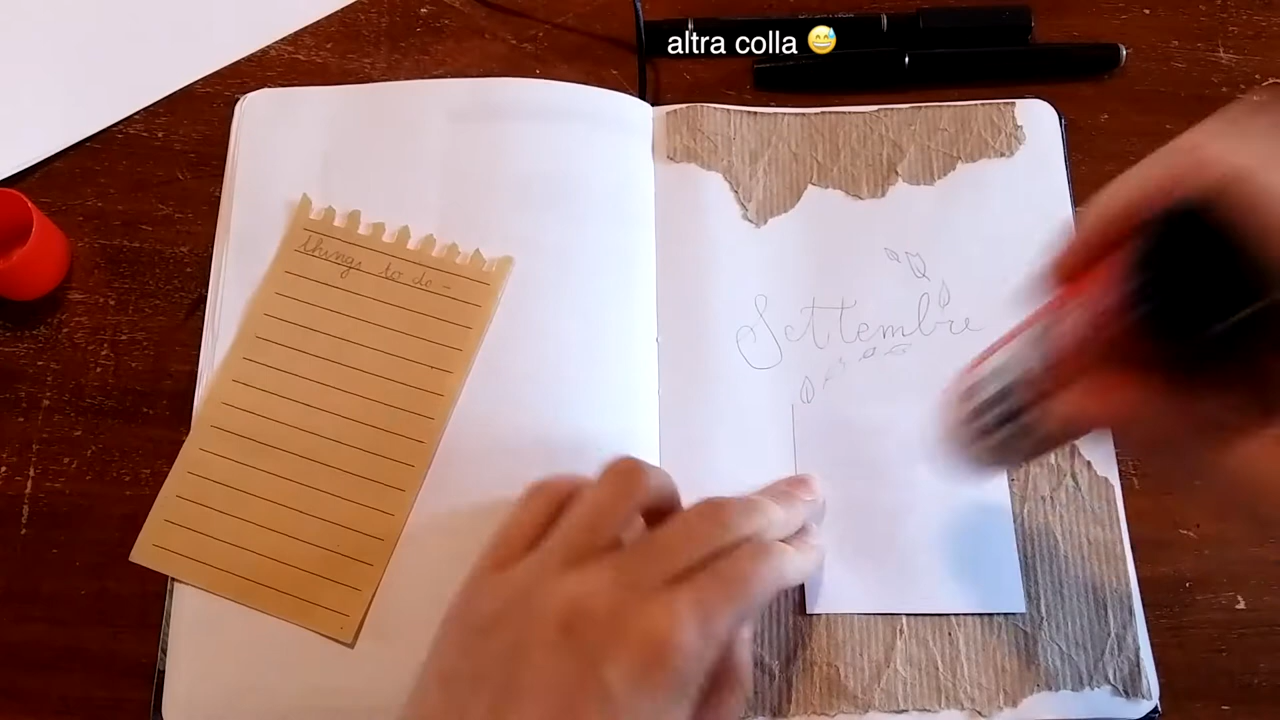 altra colla 😅
things to do -
Settembre